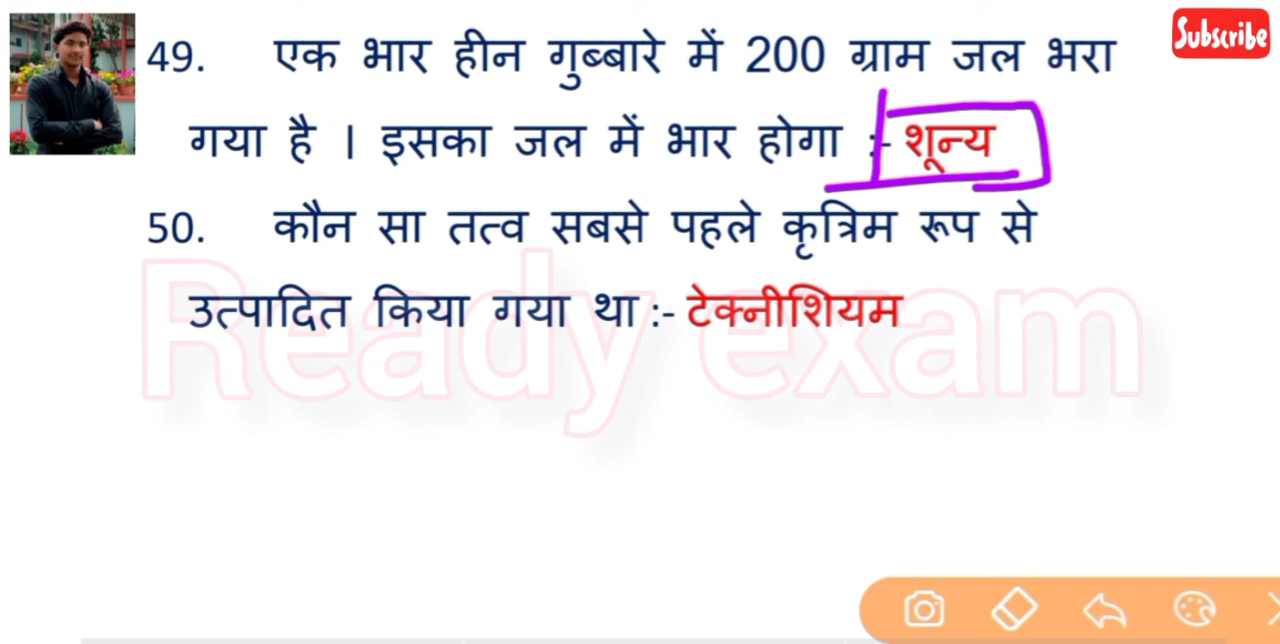 Subscribe
49. एक भार हीन गुब्बारे में 200 ग्राम जल भरा
गया है । इसका जल में भार होगा :- शून्य
50. कौन सा तत्व सबसे पहले कृत्रिम रूप से
उत्पादित किया गया था :- टेक्नीशियम
Ready exam